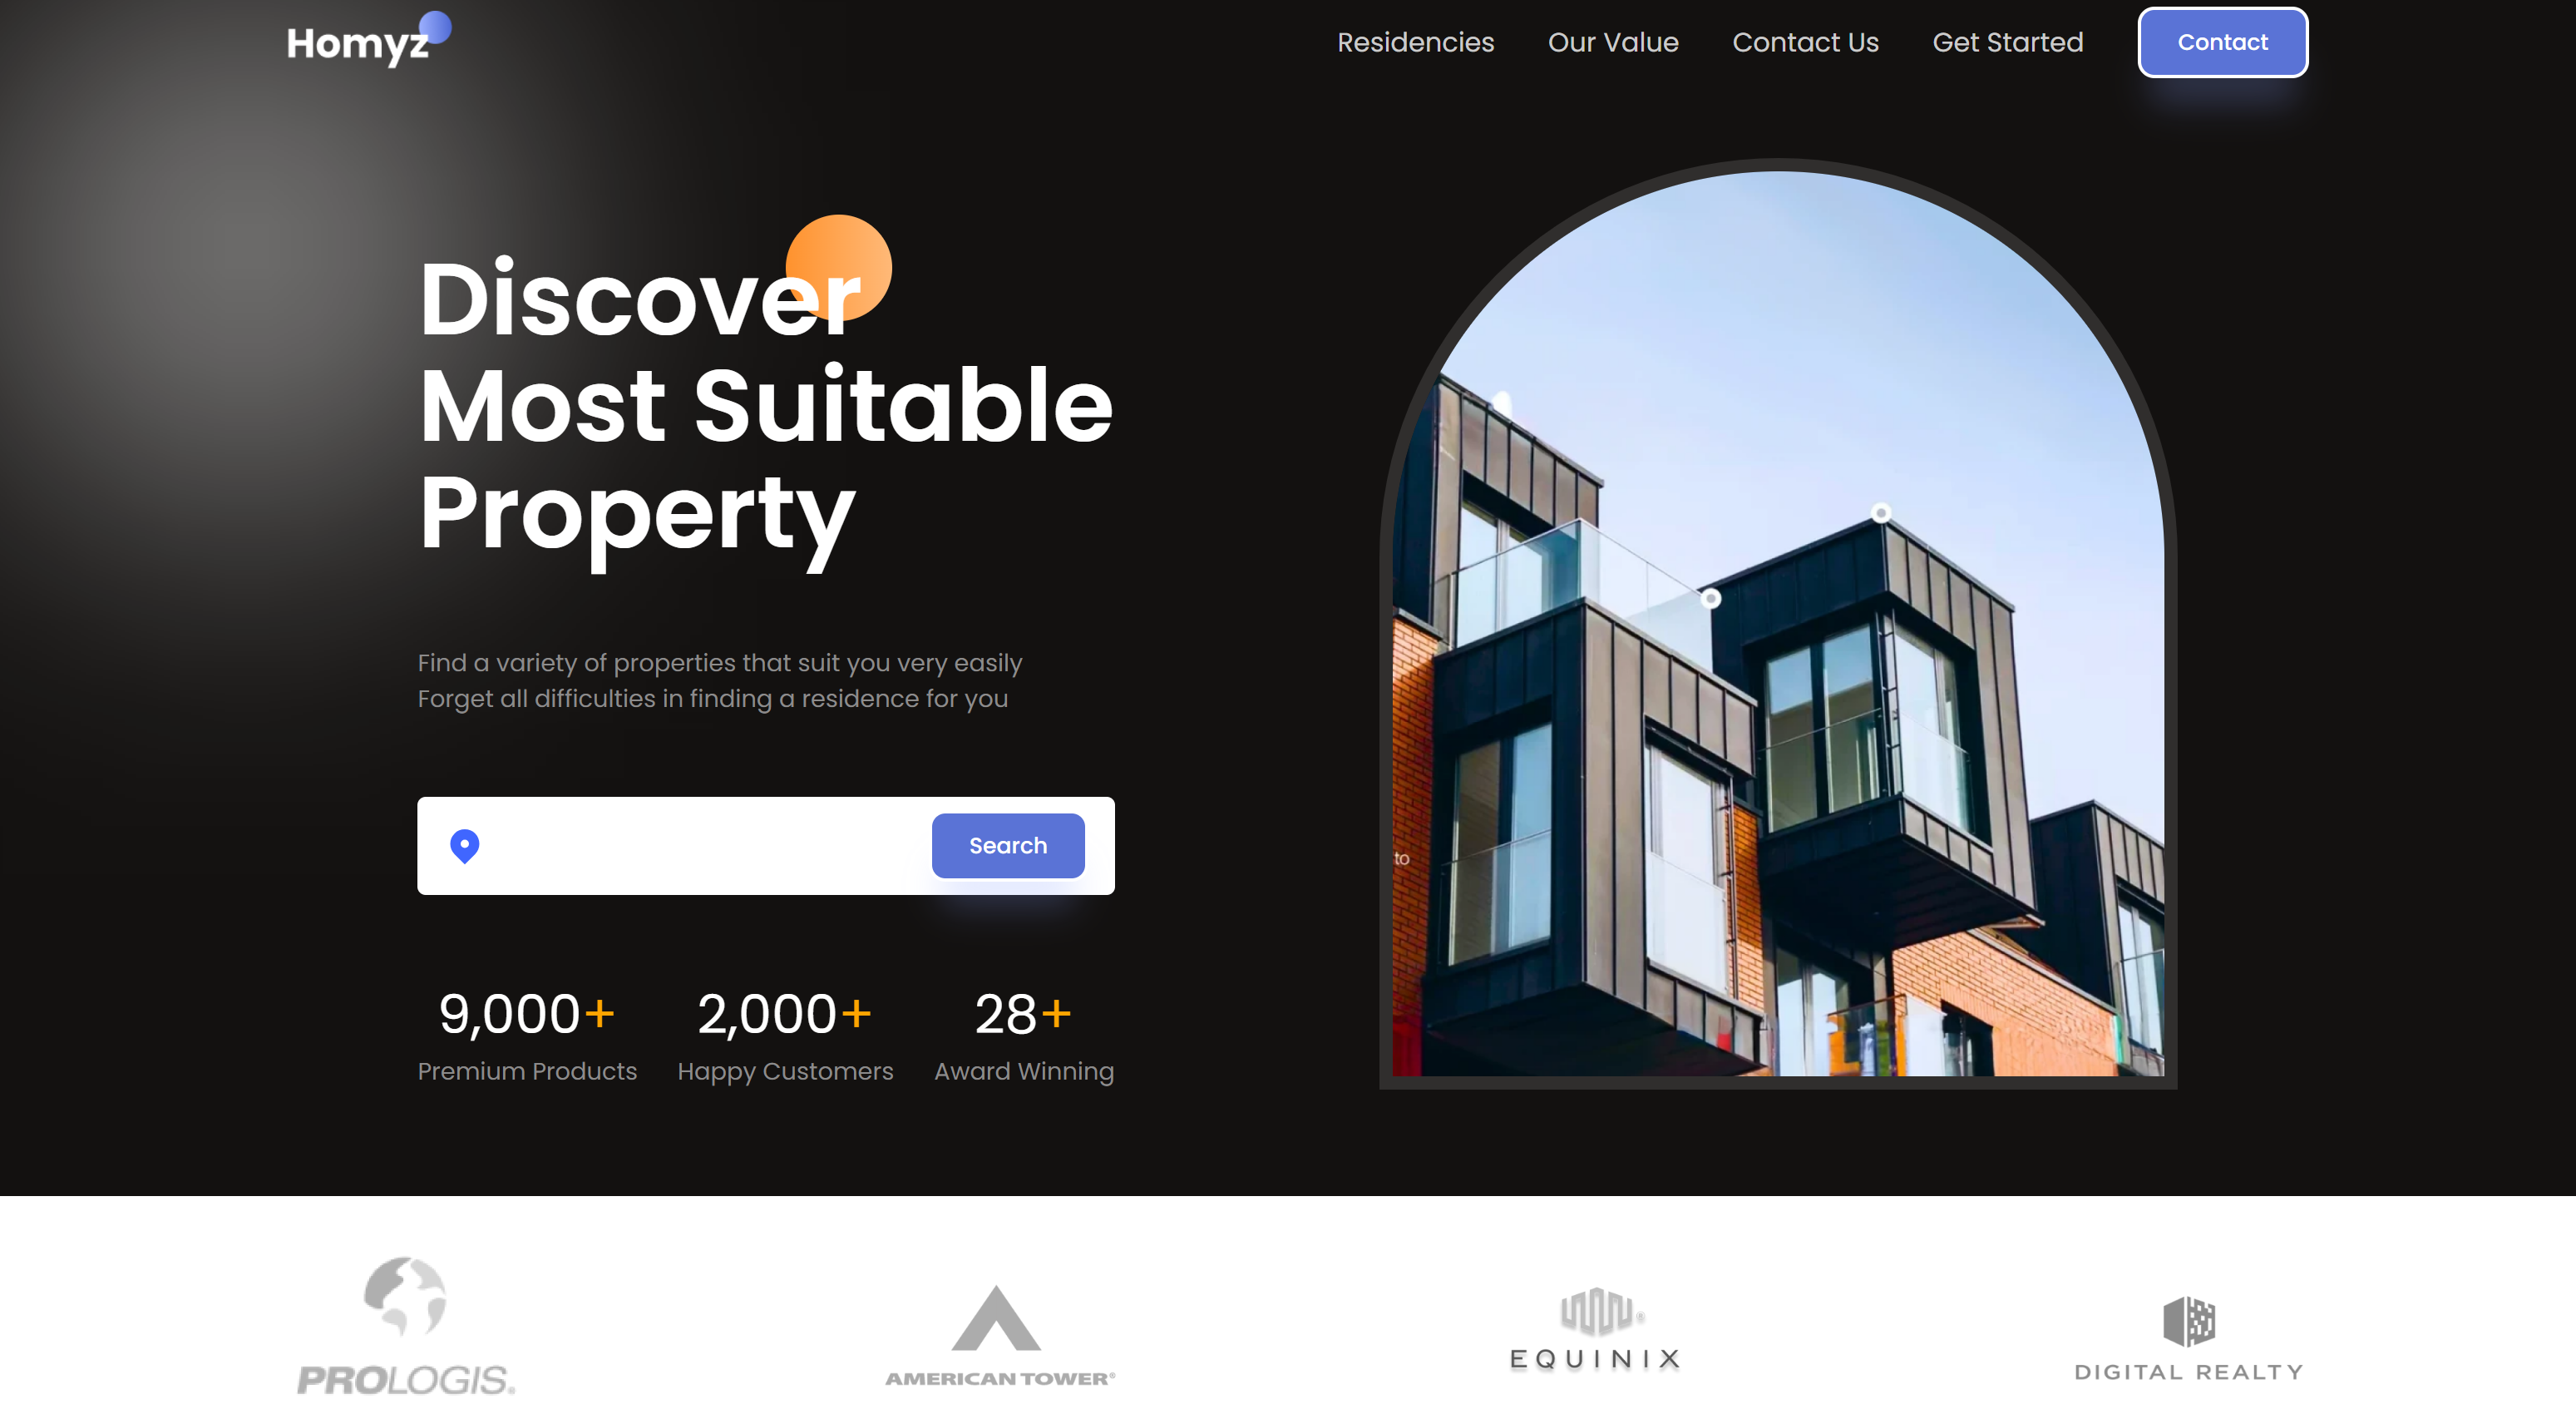 Homyz
Residencies
Our Value
Contact Us
Get Started
Contact
Discover
Most Suitable
Property
Find a variety of properties that suit you very easily
Forget all difficulties in finding a residence for you
Search
to
9,000+
2,000+
28+
Premium Products
Happy Customers
Award Winning
PROLOGIS®
AMERICAN TOWER®
®
EQUINIX
DIGITAL REALTY